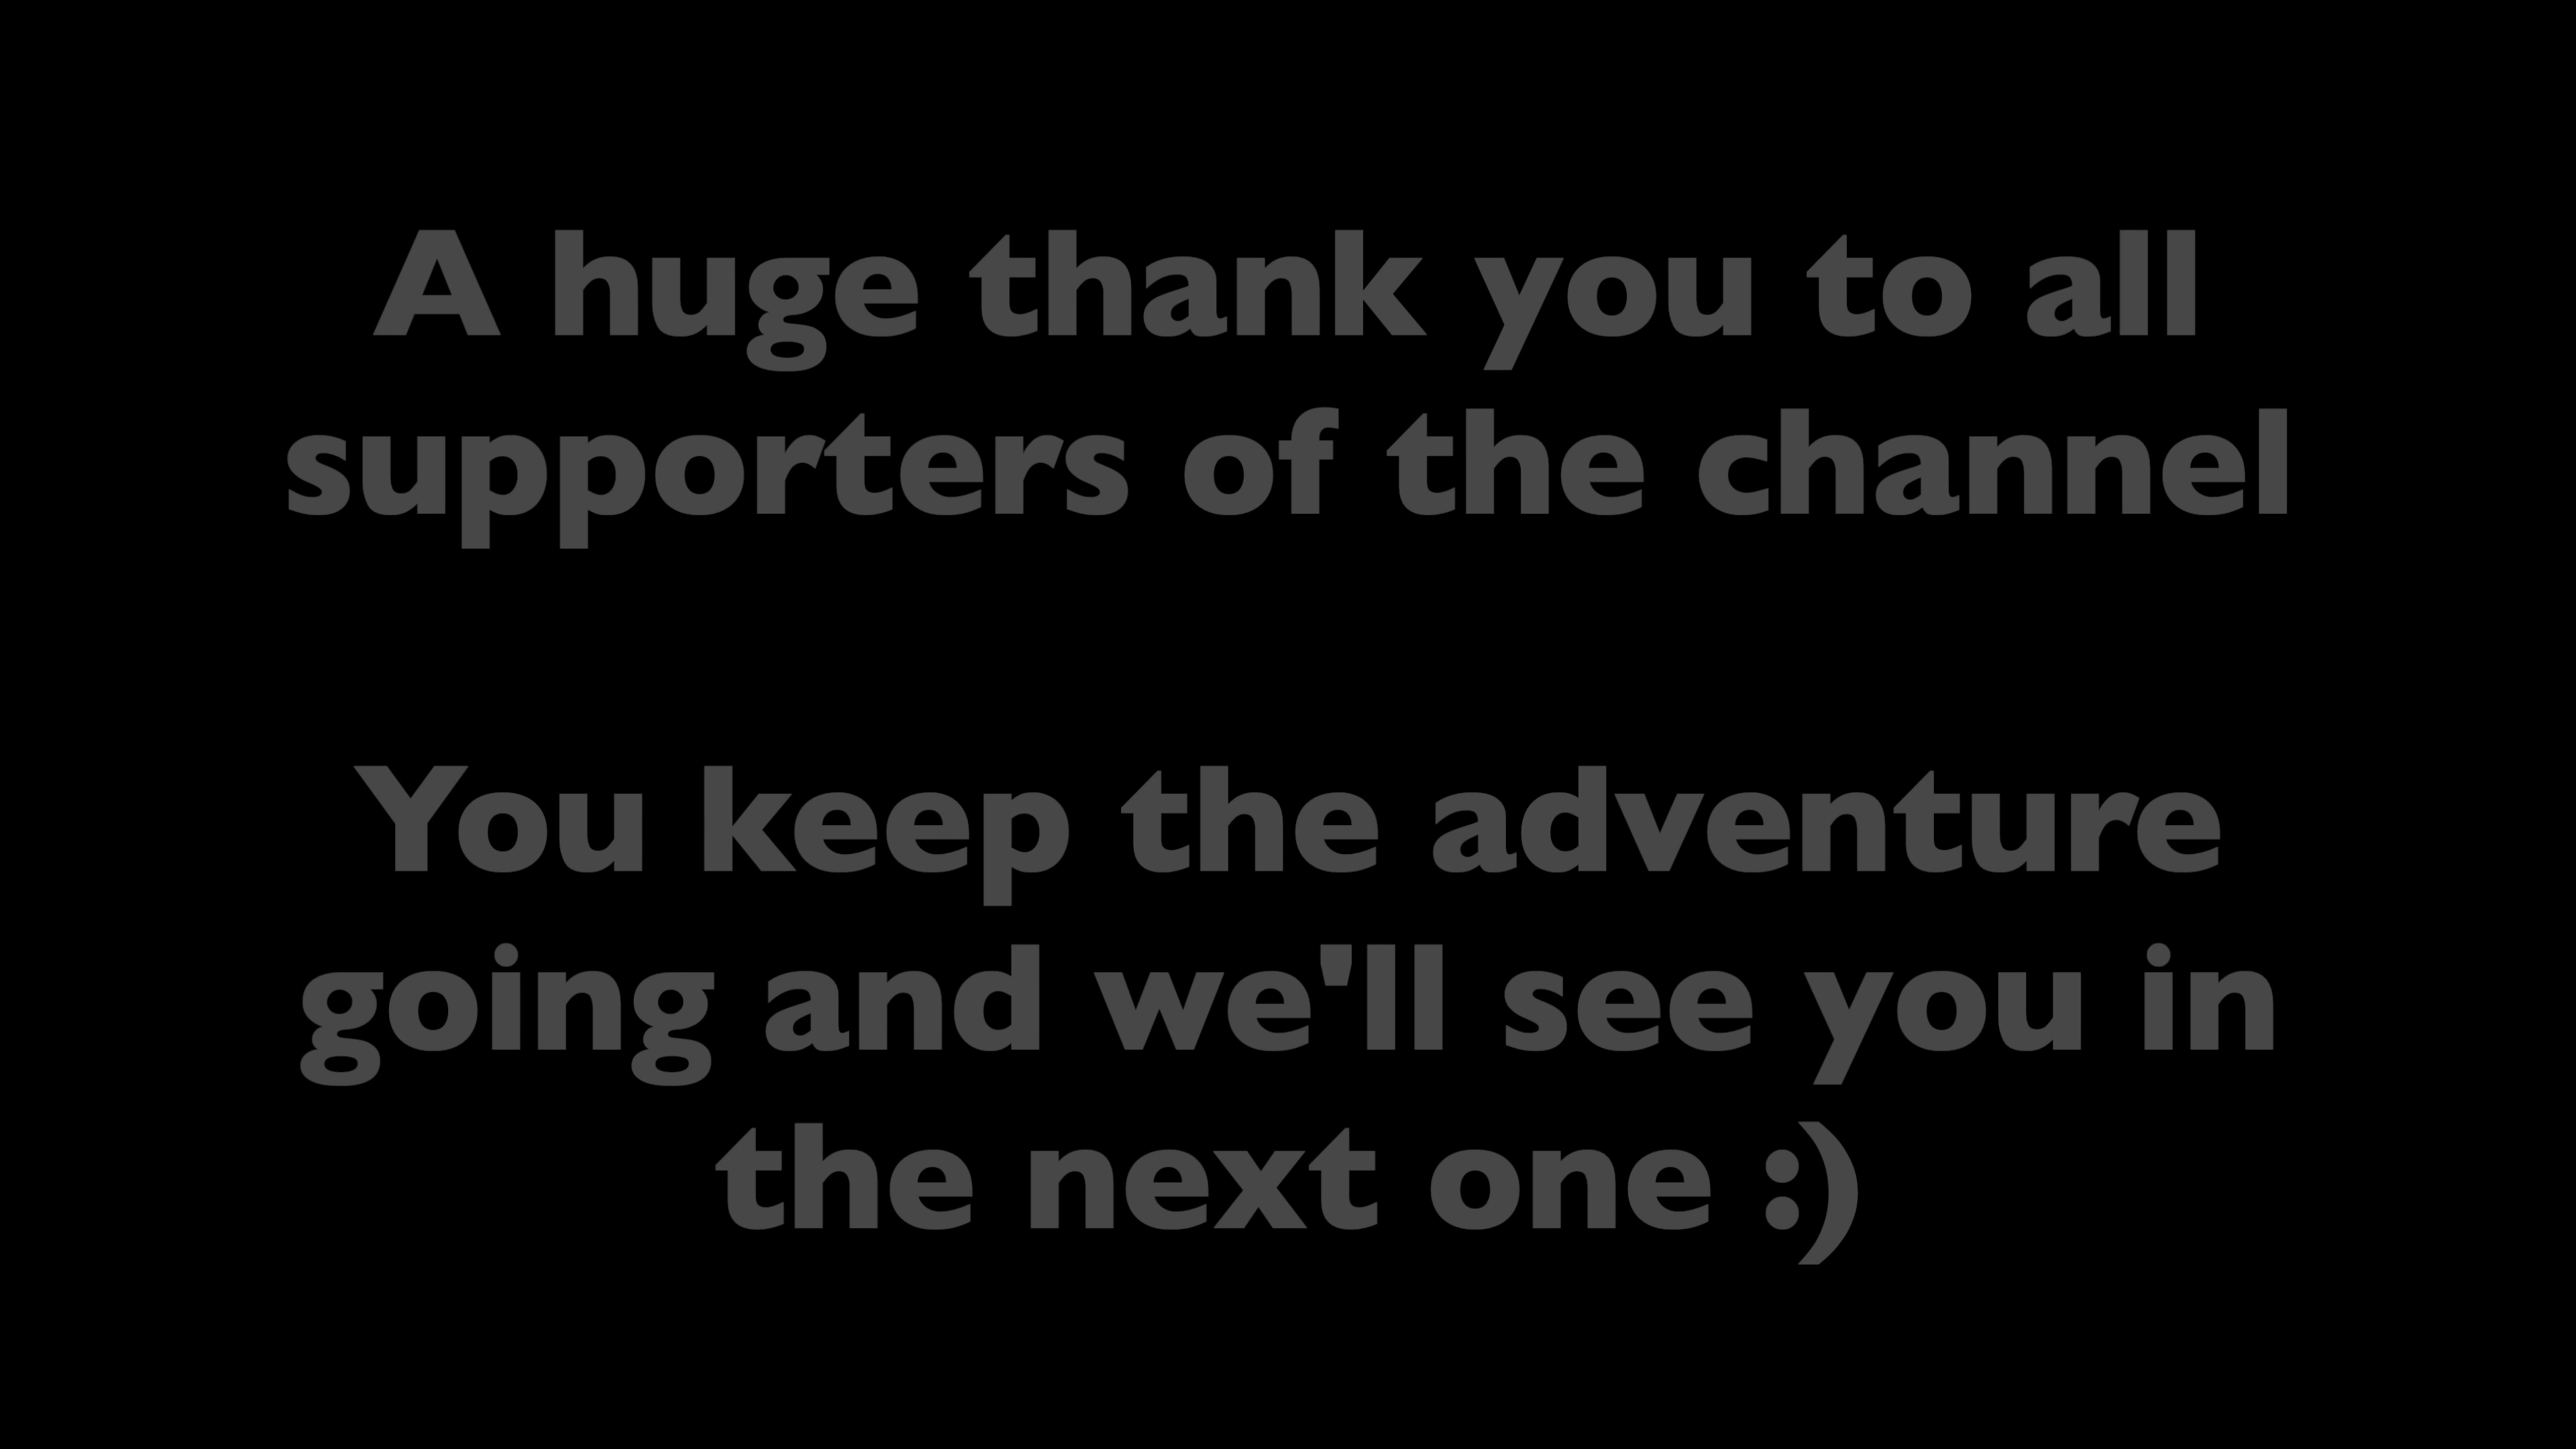 A huge thank you to all
supporters of the channel
You keep the adventure
going and we'll see you in
the next one :)